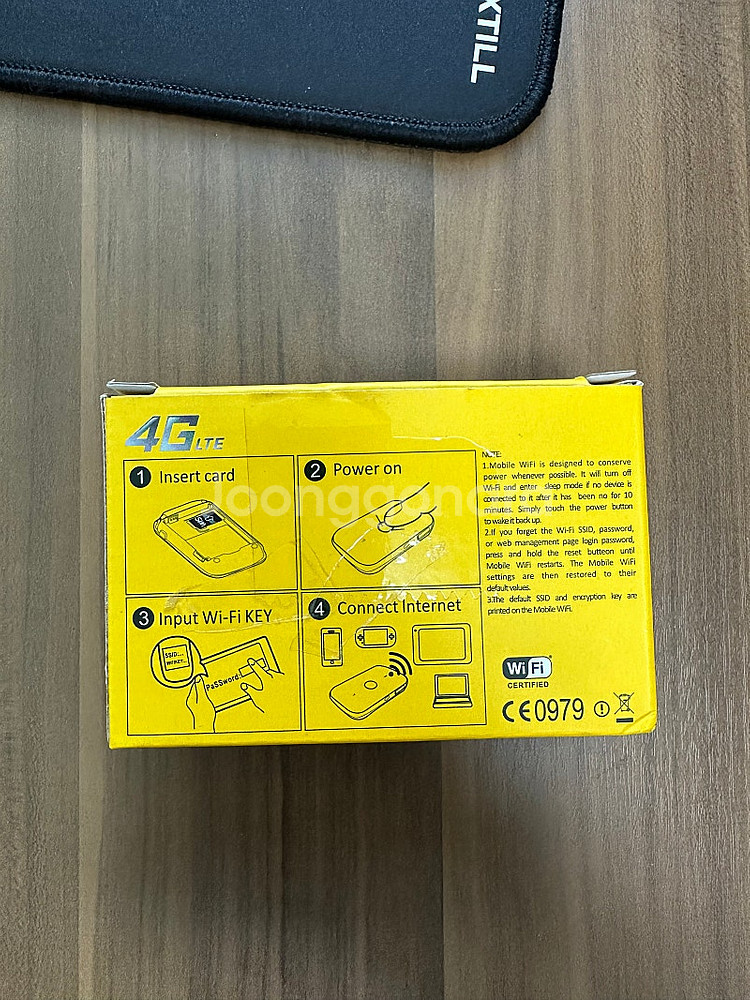 XTILL
4G LTE
1 Insert card
2 Power on
3 Input Wi-Fi KEY
SSID:...
WIFIKEY...
PaSSword:
4 Connect Internet
NOTE:
1.Mobile WiFi is designed to conserve
power whenever possible. It will turn off
Wi-Fi and enter sleep mode if no device is
connected to it after it has been no for 10
minutes. Simply touch the power button
to wake it back up.
2.If you forget the Wi-Fi SSID, password,
or web management page login password,
press and hold the reset butteon until
Mobile WiFi restarts. The Mobile WiFi
settings are then restored to their
default values.
3.The default SSID and encryption key are
printed on the Mobile WiFi.
Wi Fi
CERTIFIED
CE0979
Joonggona